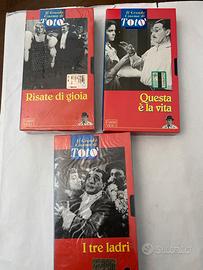 Il Grande
Cinema di
TOTÒ
Risate di gioia
Il Grande
Cinema di
TOTÒ
Questa
è la vita
Il Grande
Cinema di
TOTÒ
I tre ladri
subito